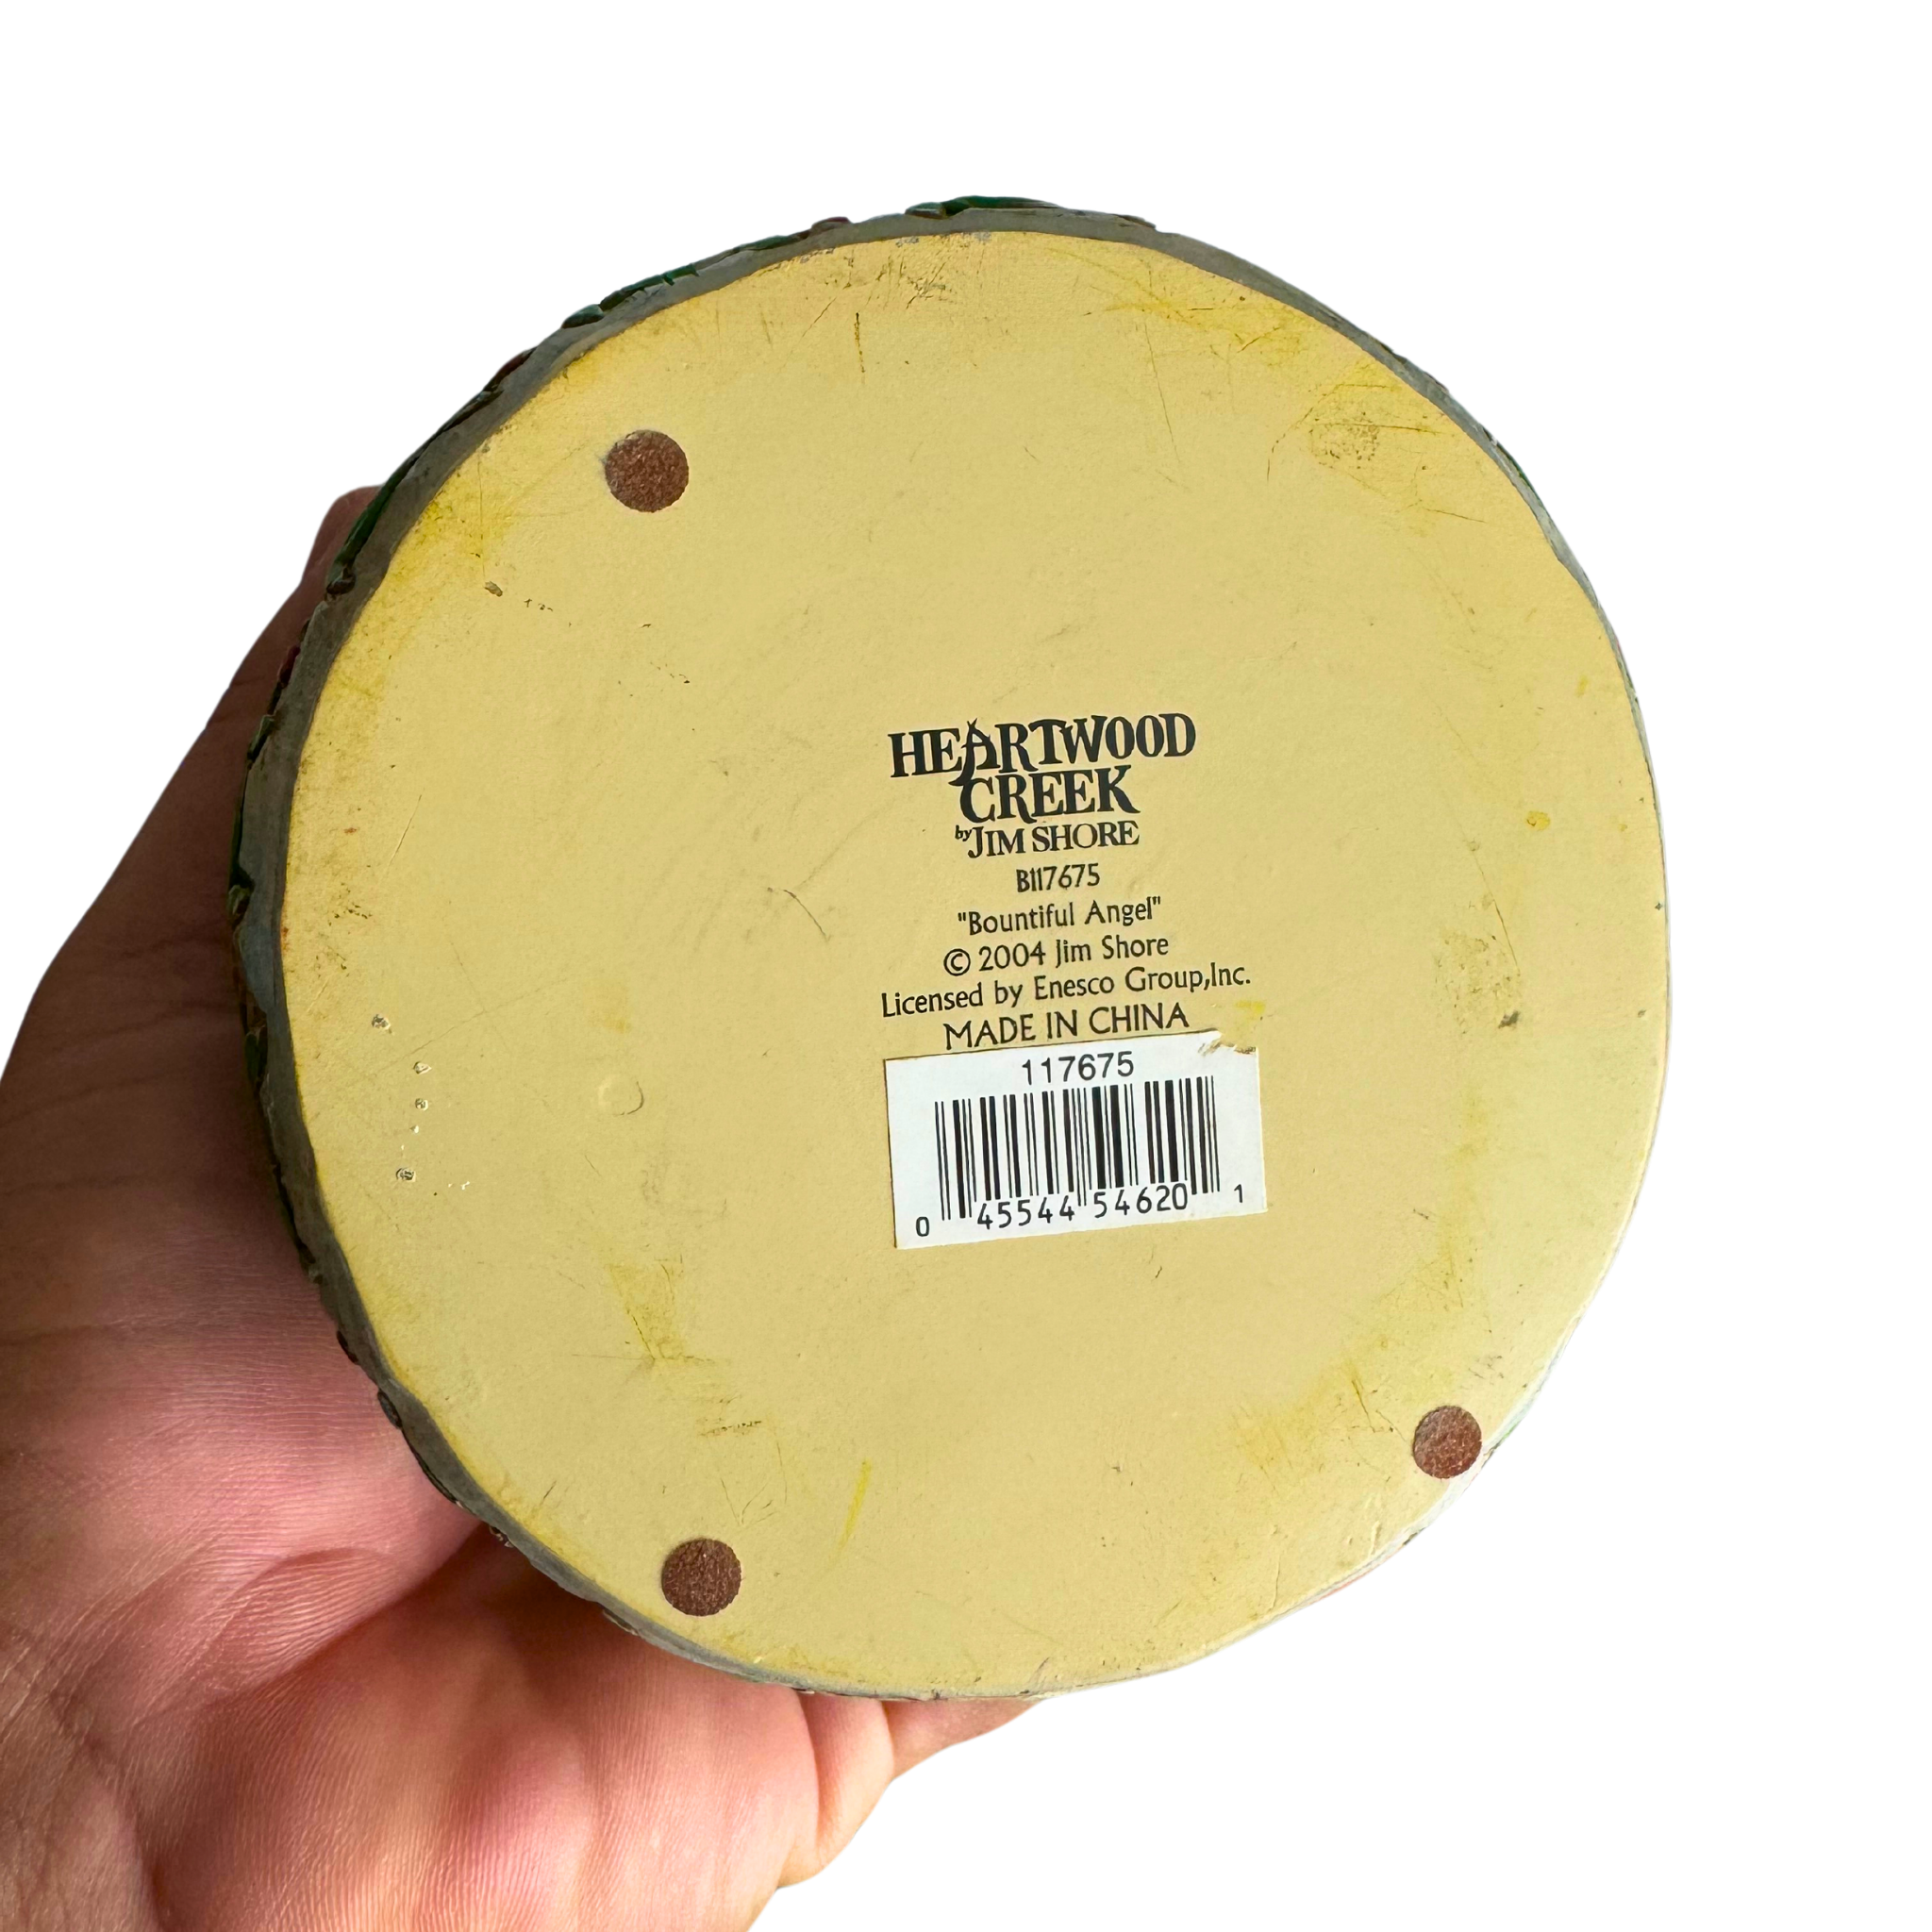 HEARTWOOD
CREEK
by JIM SHORE
B117675
"Bountiful Angel"
© 2004 Jim Shore
Licensed by Enesco Group,Inc.
MADE IN CHINA
117675
0 45544 54620 1